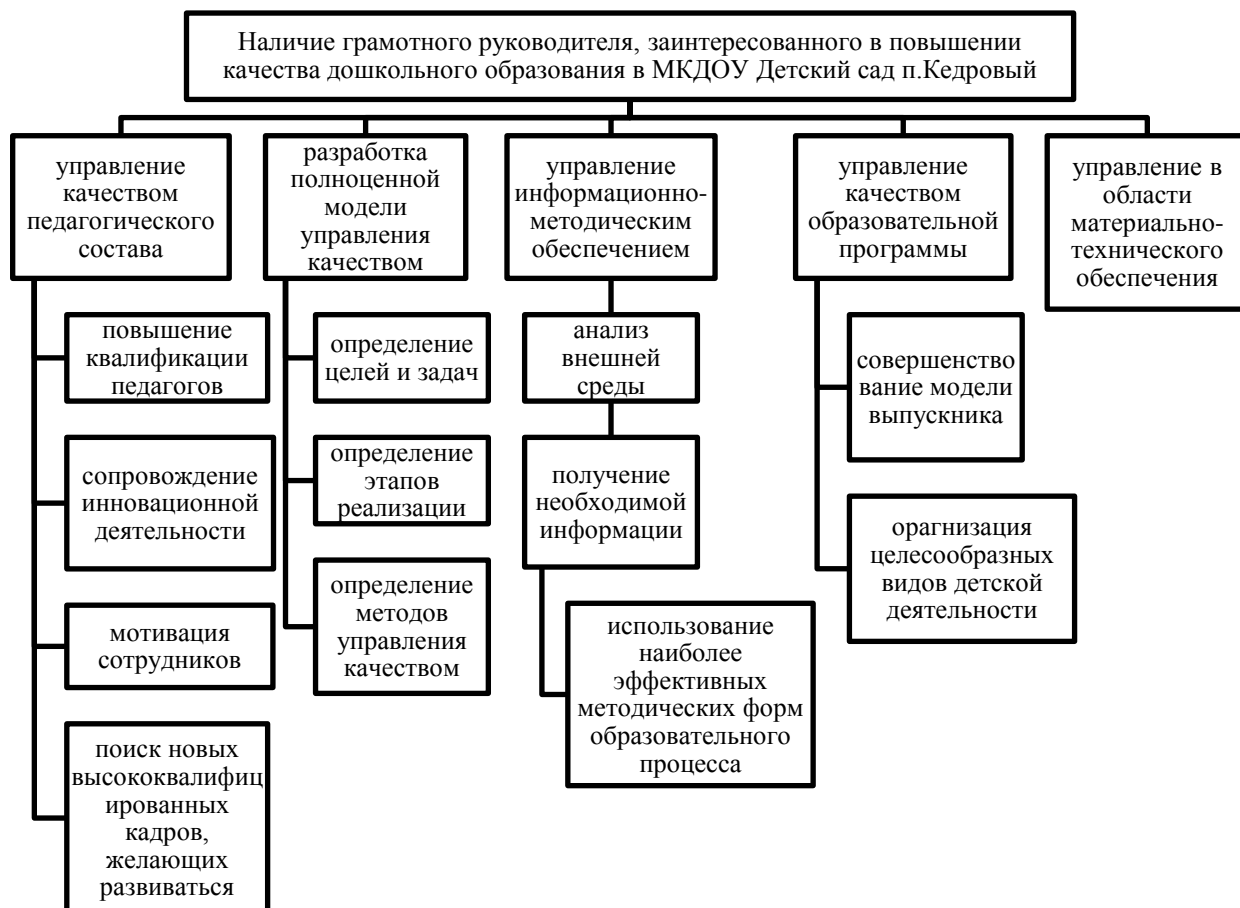 Наличие грамотного руководителя, заинтересованного в повышении
качества дошкольного образования в МКДОУ Детский сад п.Кедровый
управление
качеством
педагогического
состава
повышение
квалификации
педагогов
сопровождение
инновационной
деятельности
мотивация
сотрудников
поиск новых
высококвалифиц
ированных
кадров,
желающих
развиваться
разработка
полноценной
модели
управления
качеством
определение
целей и задач
определение
этапов
реализации
определение
методов
управления
качеством
управление
информационно-
методическим
обеспечением
анализ
внешней
среды
получение
необходимой
информации
использование
наиболее
эффективных
методических форм
образовательного
процесса
управление
качеством
образовательной
программы
совершенство
вание модели
выпускника
орагнизация
целесообразных
видов детской
деятельности
управление в
области
материально-
технического
обеспечения